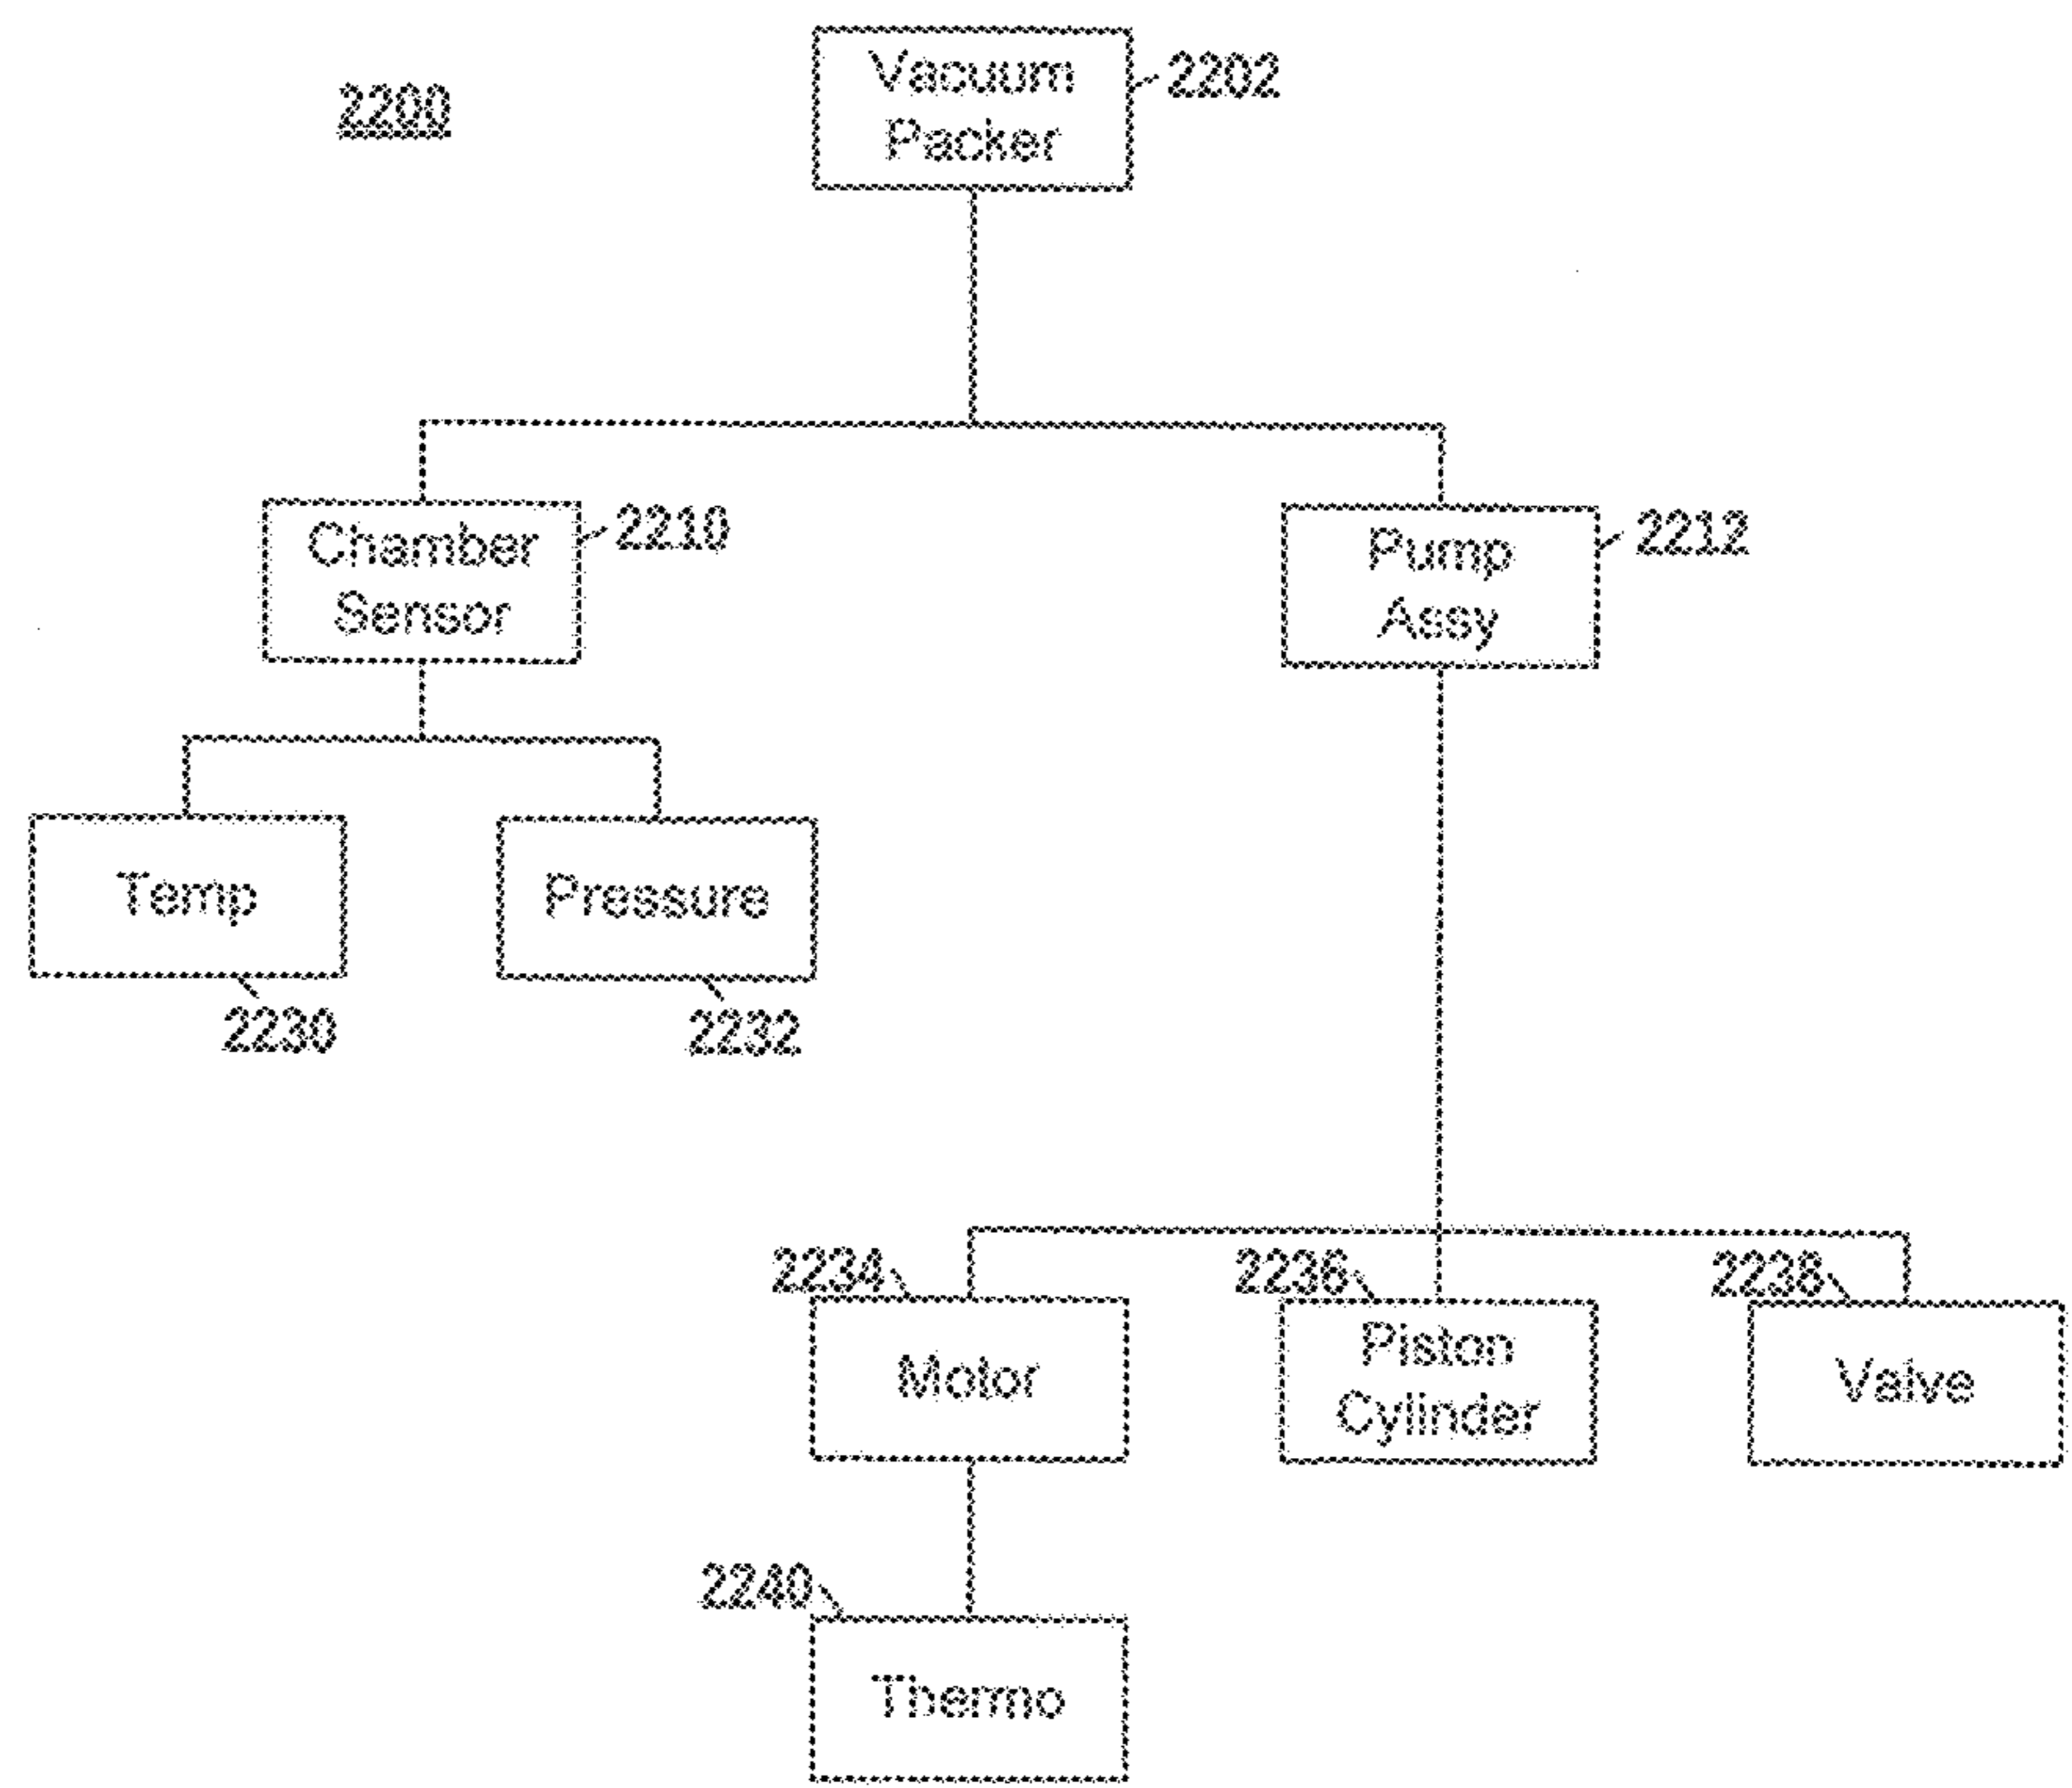 2200
Vacuum
Packer
2202
Chamber
Sensor
2210
Pump
Assy
2212
Temp
2230
Pressure
2232
2234
Motor
2236
Piston
Cylinder
2238
Valve
2240
Thermo